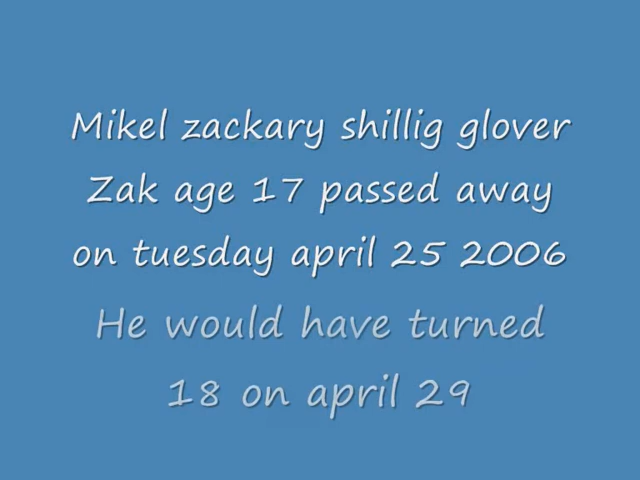 Mikel zackary shillig glover
Zak age 17 passed away
on tuesday april 25 2006
He would have turned
18 on april 29